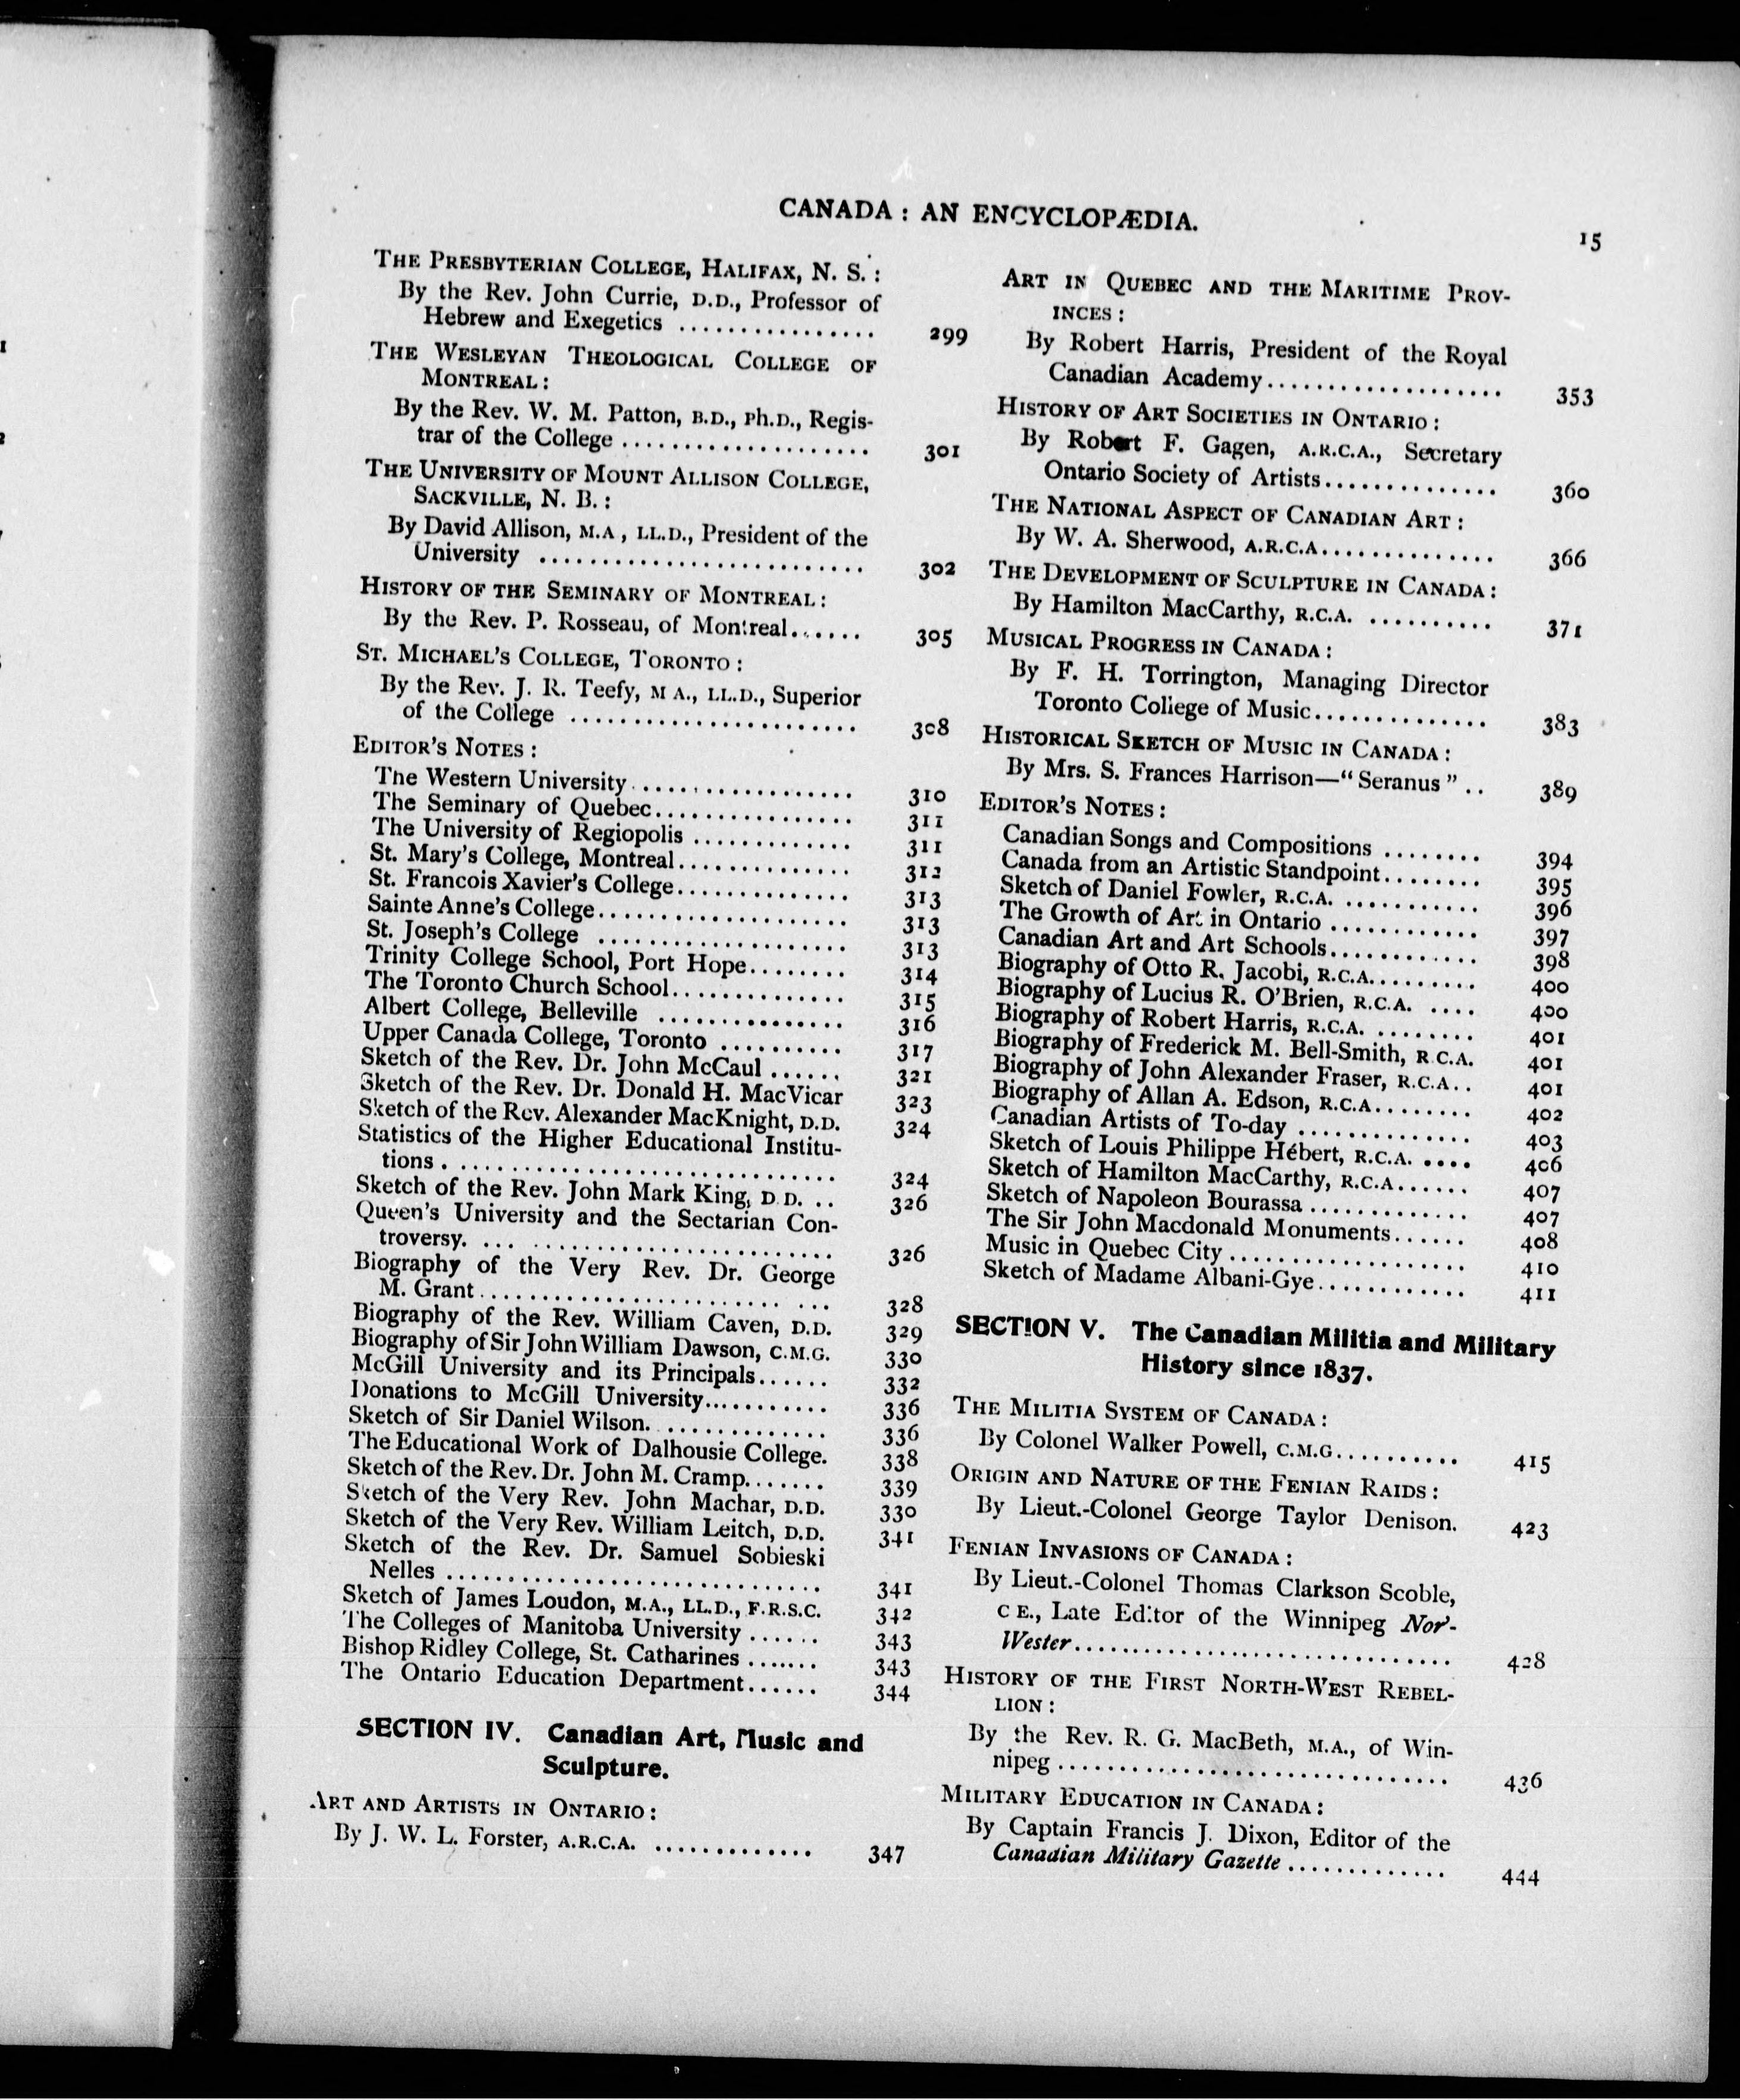 CANADA : AN ENCYCLOPÆDIA.
15
THE PRESBYTERIAN COLLEGE, HALIFAX, N. S. :
By the Rev. John Currie, D.D., Professor of
Hebrew and Exegetics ................ 299
THE WESLEYAN THEOLOGICAL COLLEGE OF
MONTREAL :
By the Rev. W. M. Patton, B.D., Ph.D., Regis-
trar of the College .................... 301
THE UNIVERSITY OF MOUNT ALLISON COLLEGE,
SACKVILLE, N. B. :
By David Allison, M.A , LL.D., President of the
University .......................... 302
HISTORY OF THE SEMINARY OF MONTREAL :
By the Rev. P. Rosseau, of Montreal...... 305
ST. MICHAEL'S COLLEGE, TORONTO :
By the Rev. J. R. Teefy, M A., LL.D., Superior
of the College ....................... 308
EDITOR'S NOTES :
The Western University.................. 310
The Seminary of Quebec................ 311
The University of Regiopolis ............. 311
St. Mary's College, Montreal.............. 312
St. Francois Xavier's College.............. 313
Sainte Anne's College.................... 313
St. Joseph's College .................... 313
Trinity College School, Port Hope........ 314
The Toronto Church School.............. 315
Albert College, Belleville ............... 316
Upper Canada College, Toronto .......... 317
Sketch of the Rev. Dr. John McCaul ...... 321
Sketch of the Rev. Dr. Donald H. MacVicar 323
Sketch of the Rev. Alexander MacKnight, D.D. 324
Statistics of the Higher Educational Institu-
tions ................................ 324
Sketch of the Rev. John Mark King, D D. .. 326
Queen's University and the Sectarian Con-
troversy. ... ........................ 326
Biography of the Very Rev. Dr. George
M. Grant......................... ... 328
Biography of the Rev. William Caven, D.D. 329
Biography of Sir John William Dawson, C.M.G. 330
McGill University and its Principals...... 332
Donations to McGill University........... 336
Sketch of Sir Daniel Wilson. ............. 336
The Educational Work of Dalhousie College. 338
Sketch of the Rev. Dr. John M. Cramp....... 339
Sketch of the Very Rev. John Machar, D.D. 330
Sketch of the Very Rev. William Leitch, D.D. 341
Sketch of the Rev. Dr. Samuel Sobieski
Nelles ............................... 341
Sketch of James Loudon, M.A., LL.D., F.R.S.C. 342
The Colleges of Manitoba University ...... 343
Bishop Ridley College, St. Catharines ....... 343
The Ontario Education Department...... 344
SECTION IV. Canadian Art, Music and
Sculpture.
ART AND ARTISTS IN ONTARIO :
By J. W. L. Forster, A.R.C.A. ............. 347
ART IN QUEBEC AND THE MARITIME PROV-
INCES :
By Robert Harris, President of the Royal
Canadian Academy.................... 353
HISTORY OF ART SOCIETIES IN ONTARIO :
By Robert F. Gagen, A.R.C.A., Secretary
Ontario Society of Artists.............. 360
THE NATIONAL ASPECT OF CANADIAN ART :
By W. A. Sherwood, A.R.C.A.............. 366
THE DEVELOPMENT OF SCULPTURE IN CANADA :
By Hamilton MacCarthy, R.C.A. .......... 371
MUSICAL PROGRESS IN CANADA :
By F. H. Torrington, Managing Director
Toronto College of Music.............. 383
HISTORICAL SKETCH OF MUSIC IN CANADA :
By Mrs. S. Frances Harrison—“ Seranus ” .. 389
EDITOR'S NOTES :
Canadian Songs and Compositions ........ 394
Canada from an Artistic Standpoint........ 395
Sketch of Daniel Fowler, R.C.A. ........... 396
The Growth of Art in Ontario ............ 397
Canadian Art and Art Schools............ 398
Biography of Otto R. Jacobi, R.C.A......... 400
Biography of Lucius R. O'Brien, R.C.A. .... 400
Biography of Robert Harris, R.C.A. ........ 401
Biography of Frederick M. Bell-Smith, R C.A. 401
Biography of John Alexander Fraser, R.C.A.. 401
Biography of Allan A. Edson, R.C.A........ 402
Canadian Artists of To-day .............. 403
Sketch of Louis Philippe Hébert, R.C.A. .... 406
Sketch of Hamilton MacCarthy, R.C.A...... 407
Sketch of Napoleon Bourassa ............. 407
The Sir John Macdonald Monuments...... 408
Music in Quebec City .................... 410
Sketch of Madame Albani-Gye............ 411
SECTION V. The Canadian Militia and Military
History since 1837.
THE MILITIA SYSTEM OF CANADA :
By Colonel Walker Powell, C.M.G.......... 415
ORIGIN AND NATURE OF THE FENIAN RAIDS :
By Lieut.-Colonel George Taylor Denison. 423
FENIAN INVASIONS OF CANADA :
By Lieut.-Colonel Thomas Clarkson Scoble,
C E., Late Editor of the Winnipeg Nor'-
Wester............................... 428
HISTORY OF THE FIRST NORTH-WEST REBEL-
LION :
By the Rev. R. G. MacBeth, M.A., of Win-
nipeg ................................ 436
MILITARY EDUCATION IN CANADA :
By Captain Francis J. Dixon, Editor of the
Canadian Military Gazette ............. 444